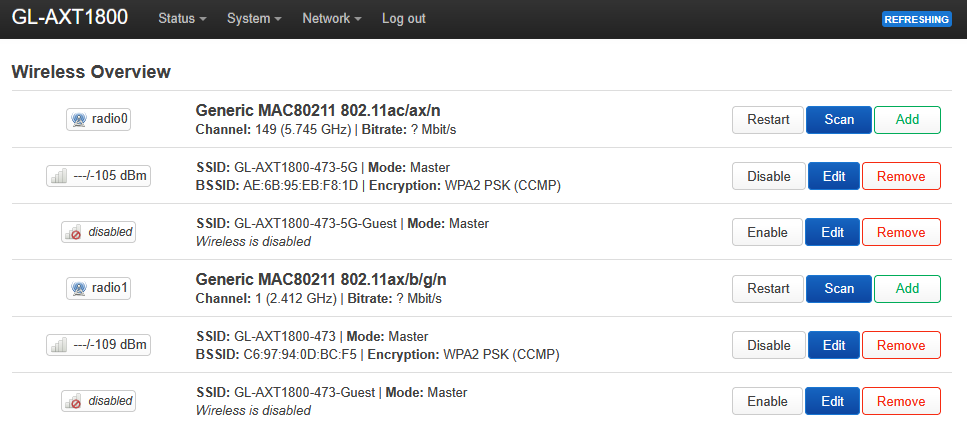 GL-AXT1800 Status System Network Log out REFRESHING
Wireless Overview
radio0 Generic MAC80211 802.11ac/ax/n Restart Scan Add
Channel: 149 (5.745 GHz) | Bitrate: ? Mbit/s
---/-105 dBm SSID: GL-AXT1800-473-5G | Mode: Master Disable Edit Remove
BSSID: AE:6B:95:EB:F8:1D | Encryption: WPA2 PSK (CCMP)
disabled SSID: GL-AXT1800-473-5G-Guest | Mode: Master Enable Edit Remove
Wireless is disabled
radio1 Generic MAC80211 802.11ax/b/g/n Restart Scan Add
Channel: 1 (2.412 GHz) | Bitrate: ? Mbit/s
---/-109 dBm SSID: GL-AXT1800-473 | Mode: Master Disable Edit Remove
BSSID: C6:97:94:0D:BC:F5 | Encryption: WPA2 PSK (CCMP)
disabled SSID: GL-AXT1800-473-Guest | Mode: Master Enable Edit Remove
Wireless is disabled